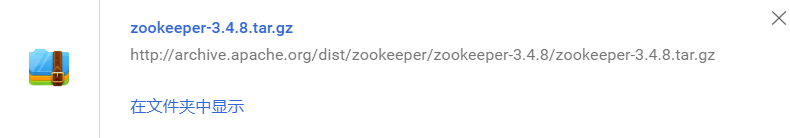 zookeeper-3.4.8.tar.gz
http://archive.apache.org/dist/zookeeper/zookeeper-3.4.8/zookeeper-3.4.8.tar.gz
在文件夹中显示